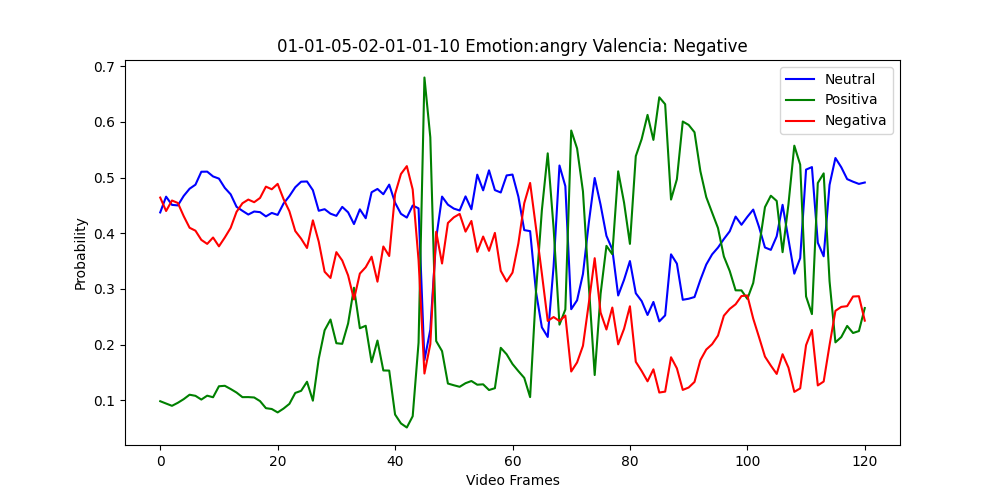 01-01-05-02-01-01-10 Emotion:angry Valencia: Negative
Neutral
Positiva
Negativa
Probability
0.7
0.6
0.5
0.4
0.3
0.2
0.1
0 20 40 60 80 100 120
Video Frames